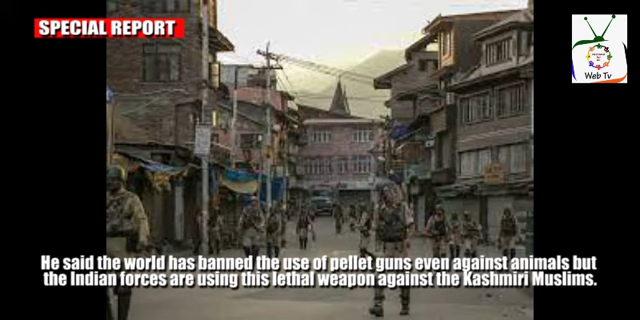 SPECIAL REPORT
Web Tv
He said the world has banned the use of pellet guns even against animals but
the Indian forces are using this lethal weapon against the Kashmiri Muslims.